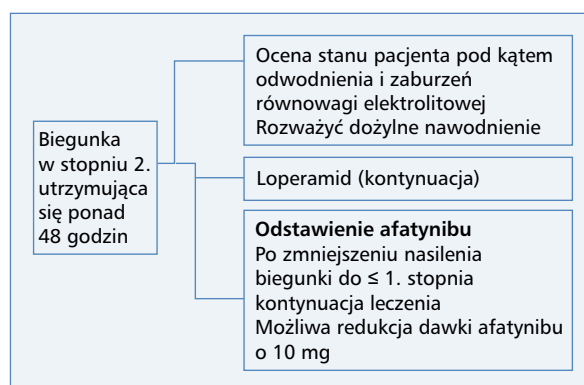 Biegunka
w stopniu 2.
utrzymująca
się ponad
48 godzin
Ocena stanu pacjenta pod kątem
odwodnienia i zaburzeń
równowagi elektrolitowej
Rozważyć dożylne nawodnienie
Loperamid (kontynuacja)
Odstawienie afatynibu
Po zmniejszeniu nasilenia
biegunki do ≤ 1. stopnia
kontynuacja leczenia
Możliwa redukcja dawki afatynibu
o 10 mg